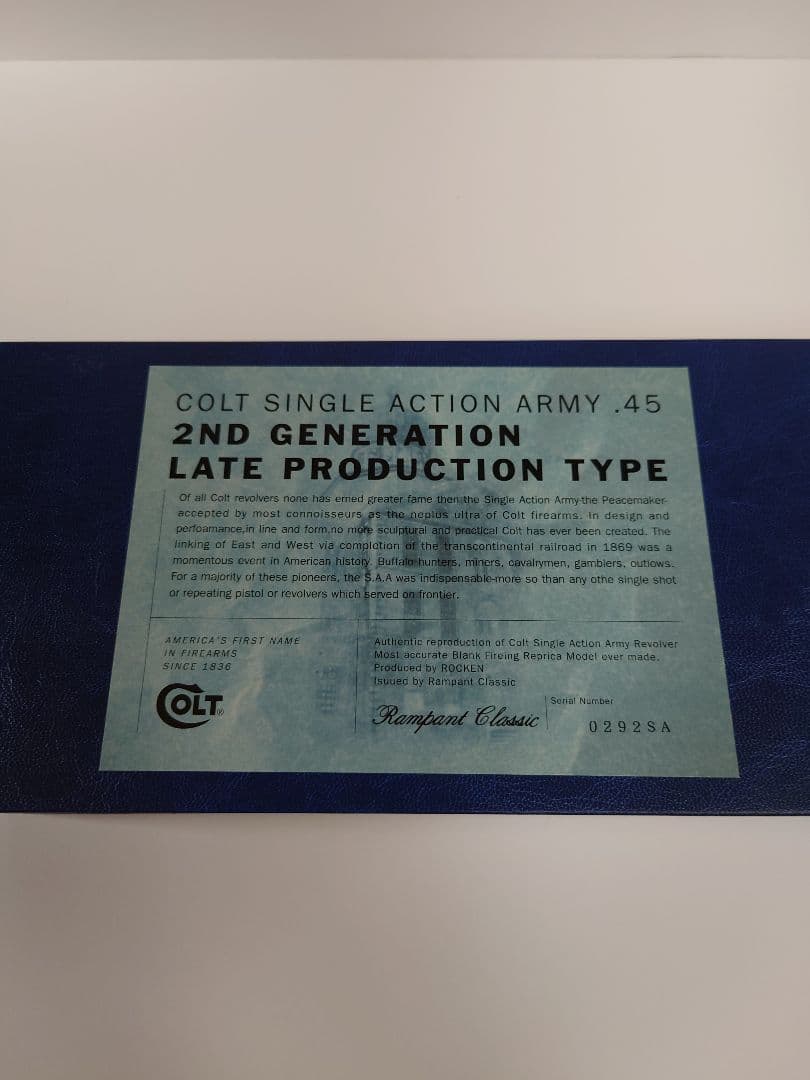 COLT SINGLE ACTION ARMY .45
2ND GENERATION
LATE PRODUCTION TYPE
Of all Colt revolvers none has erned greater fame then the Single Action Army-the Peacemaker-
accepted by most connoisseurs as the neplus ultra of Colt firearms. In design and
perfoamance,in line and form,no more sculptural and practical Colt has ever been created. The
linking of East and West via completion of the transcontinental railroad in 1869 was a
momentous event in American history. Buffalo hunters, miners, cavalrymen, gamblers, outlows.
For a majority of these pioneers, the S.A.A was indispensable-more so than any othe single shot
or repeating pistol or revolvers which served on frontier.
AMERICA'S FIRST NAME
IN FIREARMS
SINCE 1836
COLT®
Authentic reproduction of Colt Single Action Army Revolver
Most accurate Blank Fireing Reprica Model ever made.
Produced by ROCKEN
Isuued by Rampant Classic
Rampant Classic
Serial Number
0292SA